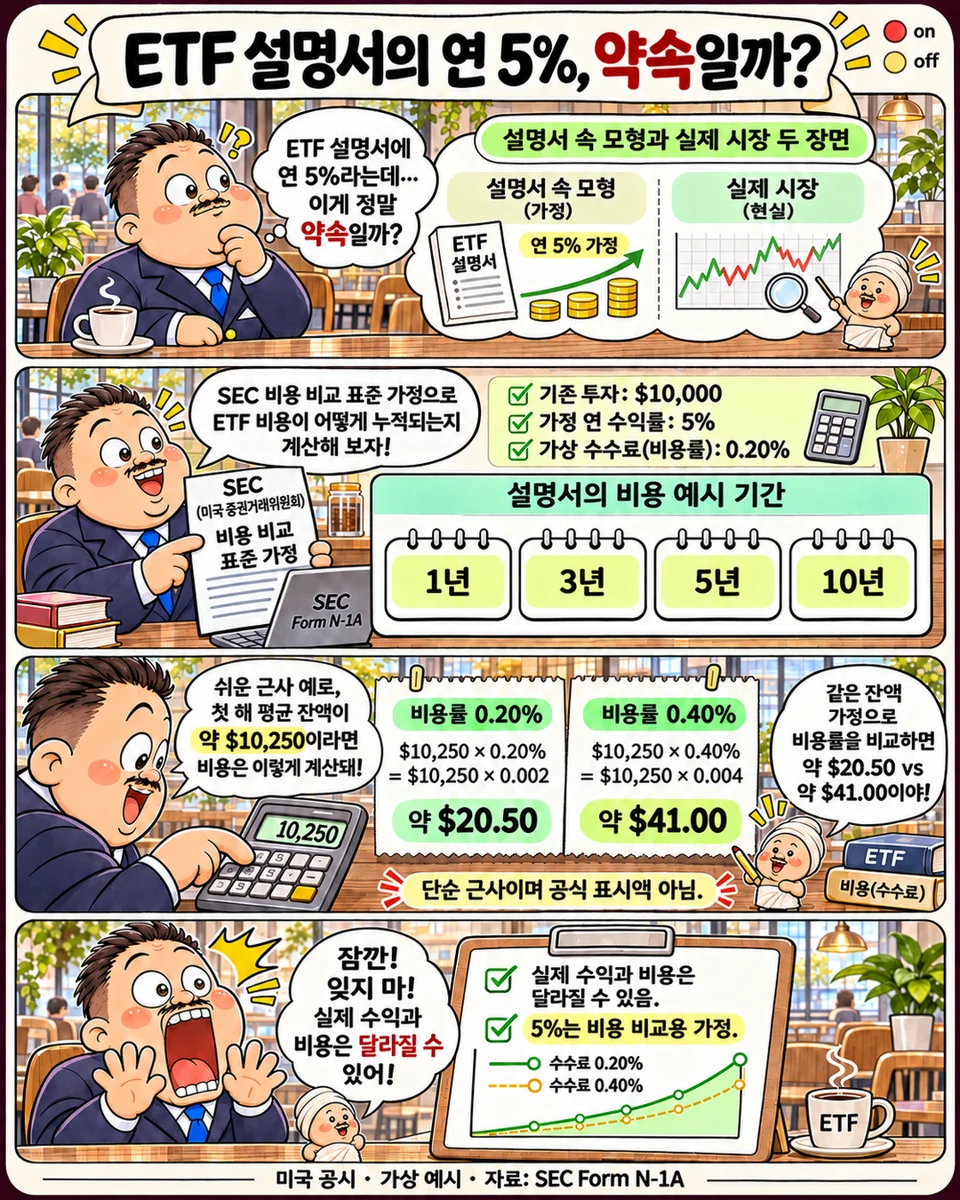 ETF 설명서의 연 5%, 약속일까?
on
off
!?
ETF 설명서에
연 5%라는데...
이게 정말
약속일까?
설명서 속 모형과 실제 시장 두 장면
설명서 속 모형
(가정)
ETF
설명서
연 5% 가정
실제 시장
(현실)
SEC 비용 비교 표준 가정으로
ETF 비용이 어떻게 누적되는지
계산해 보자!
SEC
(미국 증권거래위원회)
비용 비교
표준 가정
SEC
Form N-1A
기존 투자: $10,000
가정 연 수익률: 5%
가상 수수료(비용률): 0.20%
설명서의 비용 예시 기간
1년
3년
5년
10년
쉬운 근사 예로,
첫 해 평균 잔액이
약 $10,250이라면
비용은 이렇게 계산돼!
10,250
비용률 0.20%
$10,250 × 0.20%
= $10,250 × 0.002
약 $20.50
비용률 0.40%
$10,250 × 0.40%
= $10,250 × 0.004
약 $41.00
같은 잔액
가정으로
비용률을 비교하면
약 $20.50 vs
약 $41.00이야!
ETF
비용(수수료)
단순 근사이며 공식 표시액 아님.
잠깐!
잊지 마!
실제 수익과
비용은 달라질 수
있어!
실제 수익과 비용은
달라질 수 있음.
5%는 비용 비교용 가정.
수수료 0.20%
수수료 0.40%
ETF
미국 공시 · 가상 예시 · 자료: SEC Form N-1A